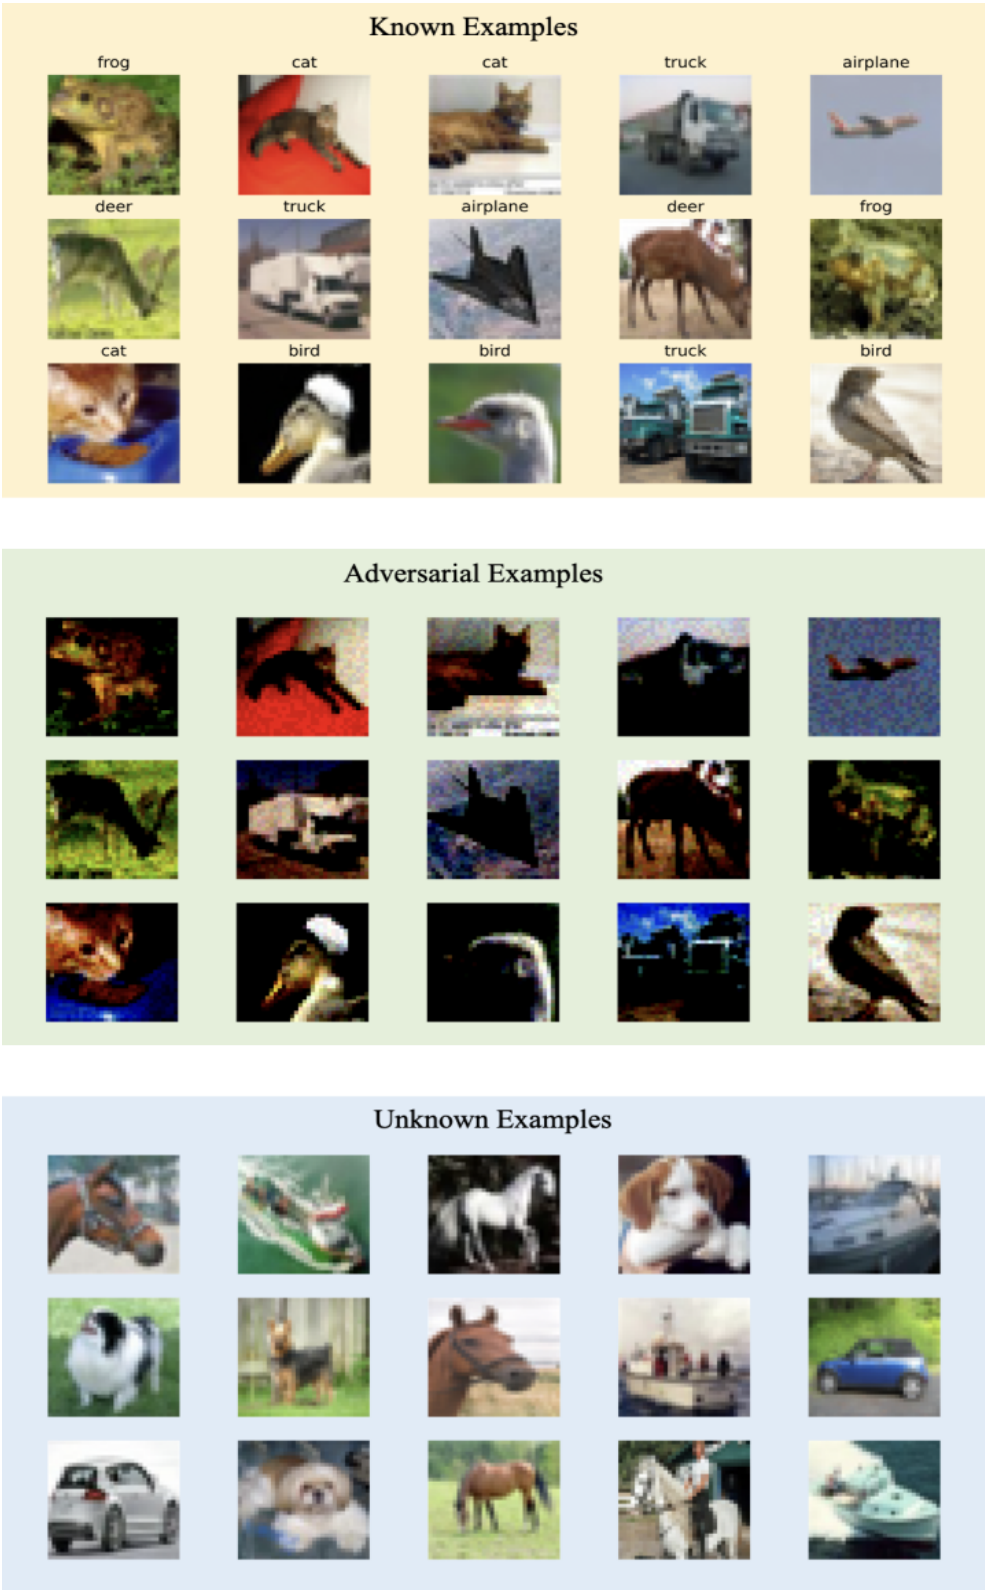 Known Examples
frog cat cat truck airplane
deer truck airplane deer frog
cat bird bird truck bird
Adversarial Examples
Unknown Examples